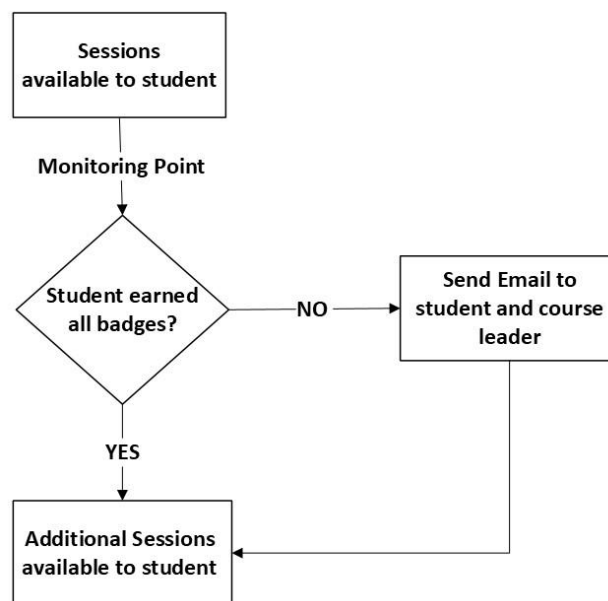 Sessions
available to student
Monitoring Point
Student earned
all badges?
NO
Send Email to
student and course
leader
YES
Additional Sessions
available to student